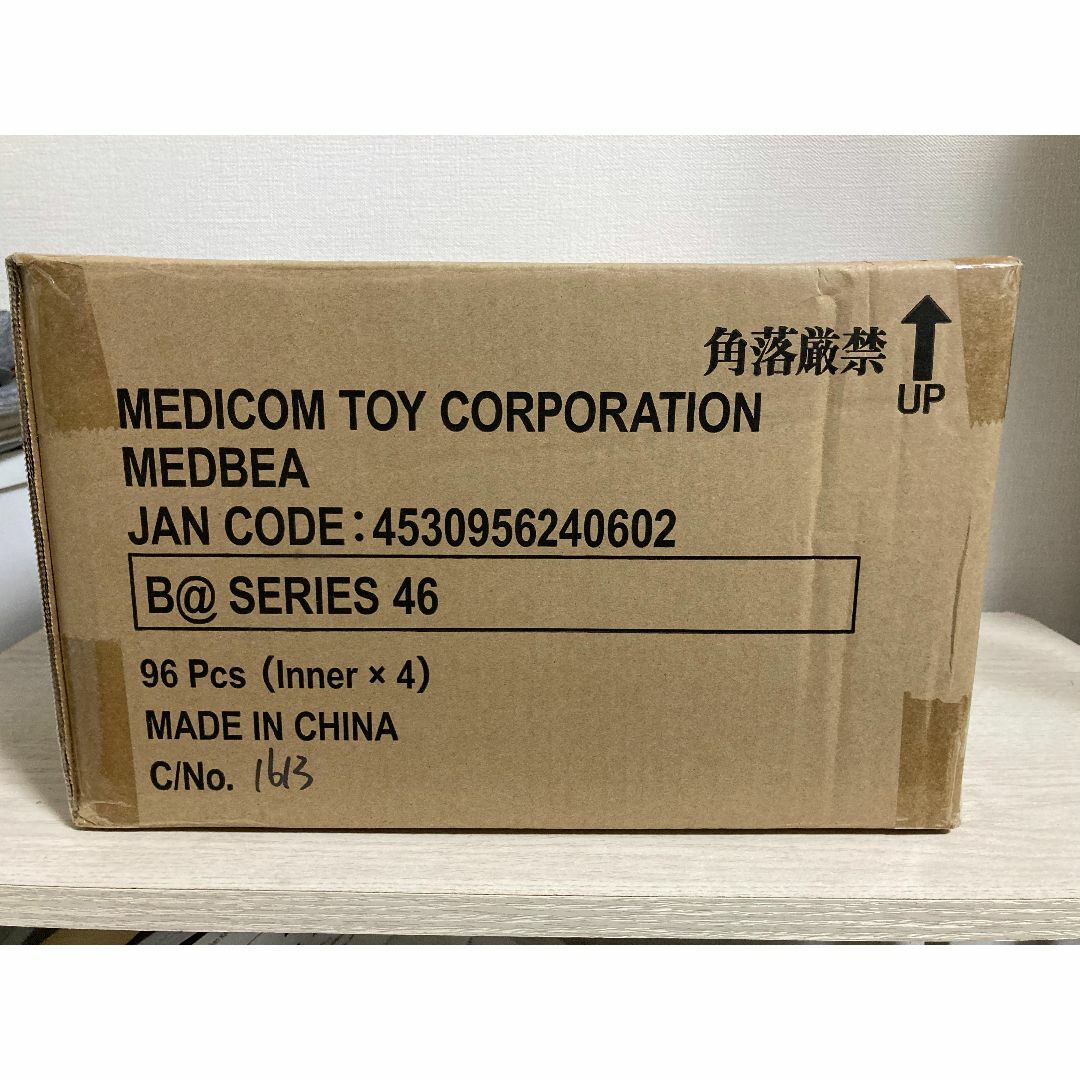 角落厳禁
UP
MEDICOM TOY CORPORATION
MEDBEA
JAN CODE：4530956240602
B@ SERIES 46
96 Pcs（Inner × 4）
MADE IN CHINA
C/No. 1613